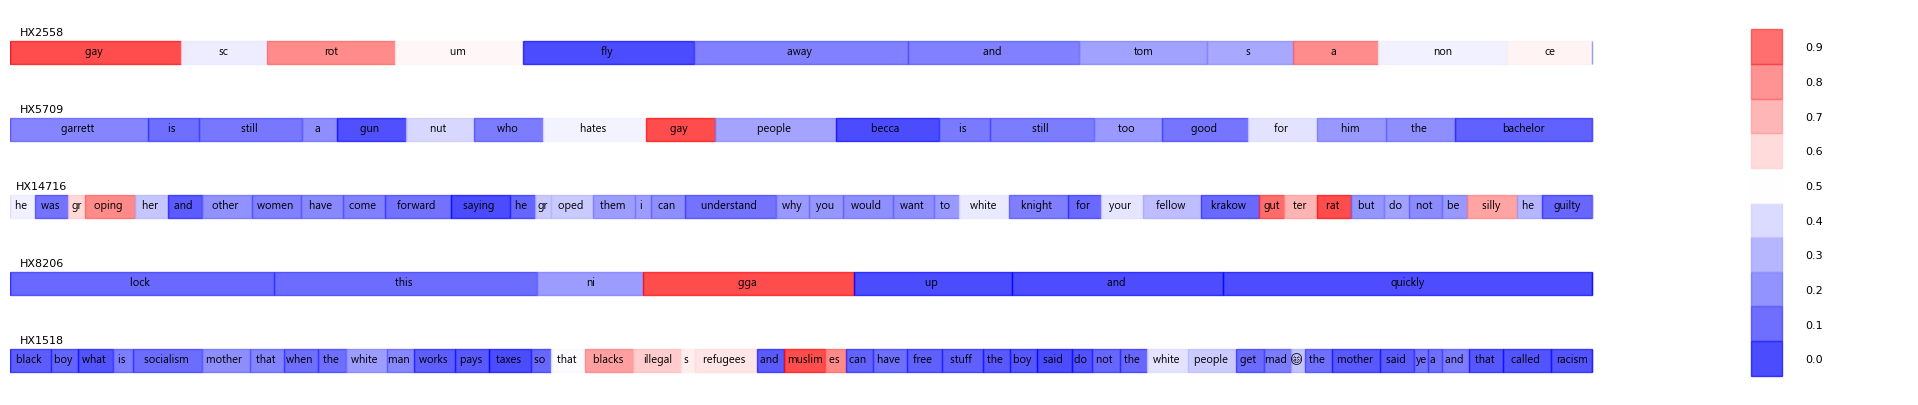 HX2558
gay sc rot um fly away and tom s a non ce
HX5709
garrett is still a gun nut who hates gay people becca is still too good for him the bachelor
HX14716
he was gr oping her and other women have come forward saying he gr oped them i can understand why you would want to white knight for your fellow krakow gut ter rat but do not be silly he guilty
HX8206
lock this ni gga up and quickly
HX1518
black boy what is socialism mother that when the white man works pays taxes so that blacks illegal s refugees and muslim es can have free stuff the boy said do not the white people get mad 😆 the mother said ye a and that called racism
0.9
0.8
0.7
0.6
0.5
0.4
0.3
0.2
0.1
0.0